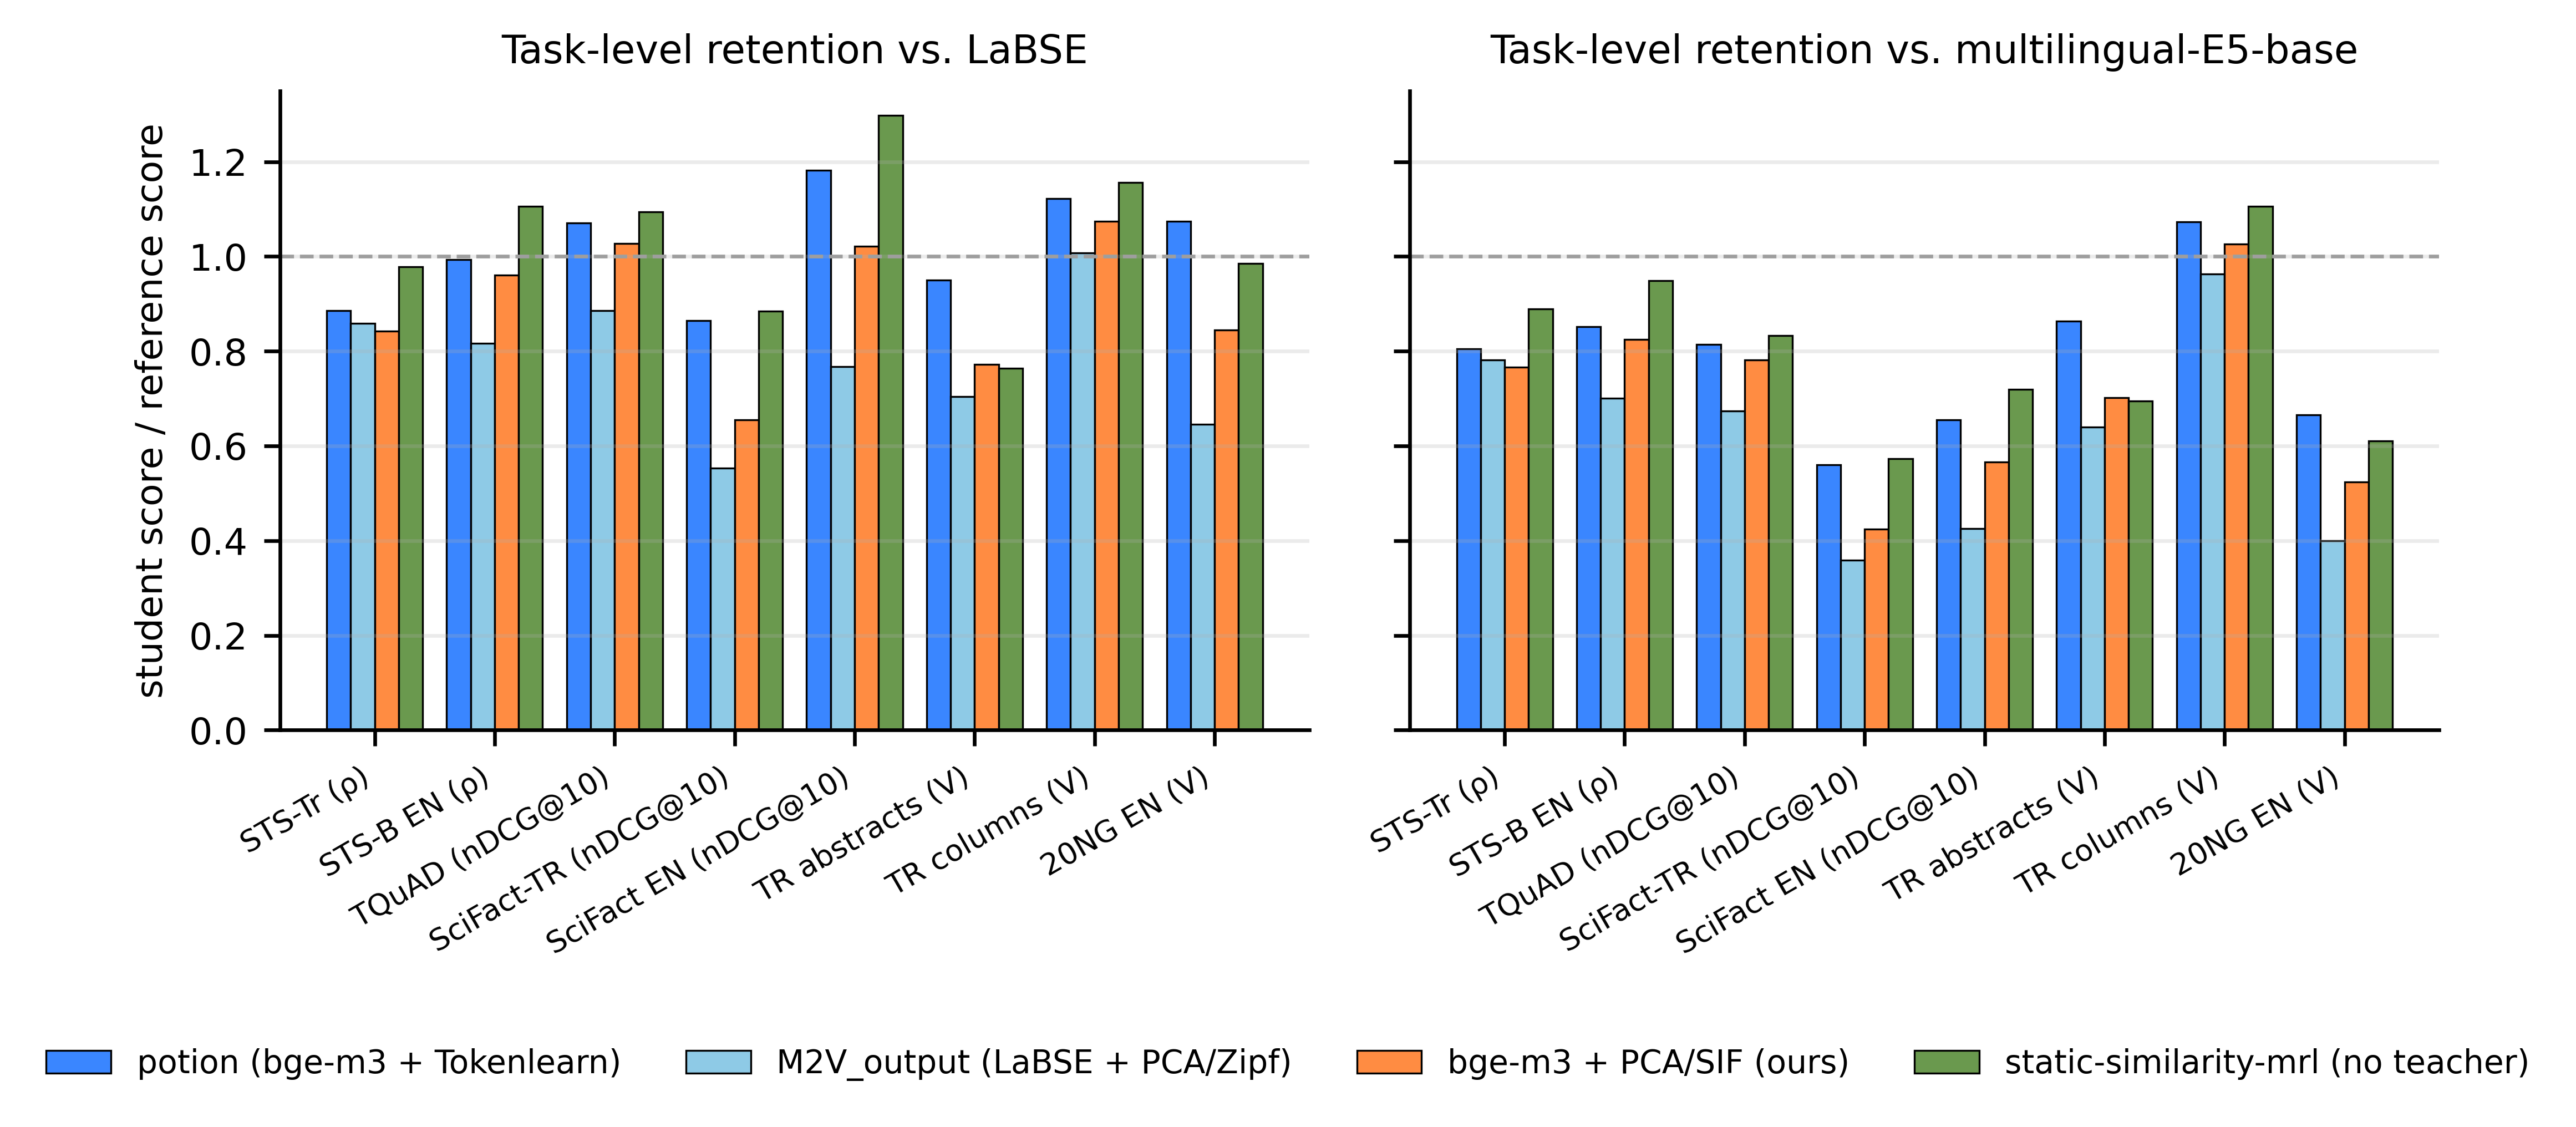 Task-level retention vs. LaBSE
student score / reference score
1.2
1.0
0.8
0.6
0.4
0.2
0.0
STS-Tr (ρ)
STS-B EN (ρ)
TQuAD (nDCG@10)
SciFact-TR (nDCG@10)
SciFact EN (nDCG@10)
TR abstracts (V)
TR columns (V)
20NG EN (V)
Task-level retention vs. multilingual-E5-base
STS-Tr (ρ)
STS-B EN (ρ)
TQuAD (nDCG@10)
SciFact-TR (nDCG@10)
SciFact EN (nDCG@10)
TR abstracts (V)
TR columns (V)
20NG EN (V)
potion (bge-m3 + Tokenlearn)
M2V_output (LaBSE + PCA/Zipf)
bge-m3 + PCA/SIF (ours)
static-similarity-mrl (no teacher)